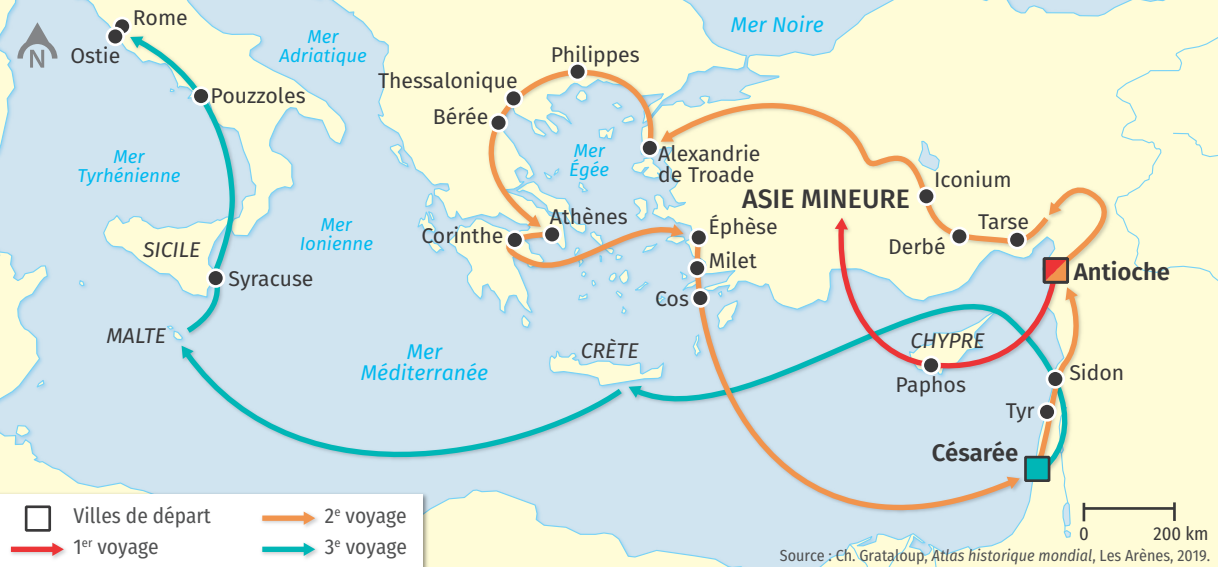 Rome
Ostie
N
Mer
Adriatique
Mer Noire
Philippes
Thessalonique
Bérée
Pouzzoles
Mer
Tyrhénienne
Mer
Égée
Alexandrie
de Troade
ASIE MINEURE
Iconium
Tarse
Derbé
Mer
Ionienne
Corinthe
Athènes
Éphèse
Milet
Cos
Antioche
SICILE
Syracuse
MALTE
Mer
Méditerranée
CRÈTE
CHYPRE
Paphos
Sidon
Tyr
Césarée
Villes de départ
1er voyage
2e voyage
3e voyage
0
200 km
Source : Ch. Grataloup, Atlas historique mondial, Les Arènes, 2019.